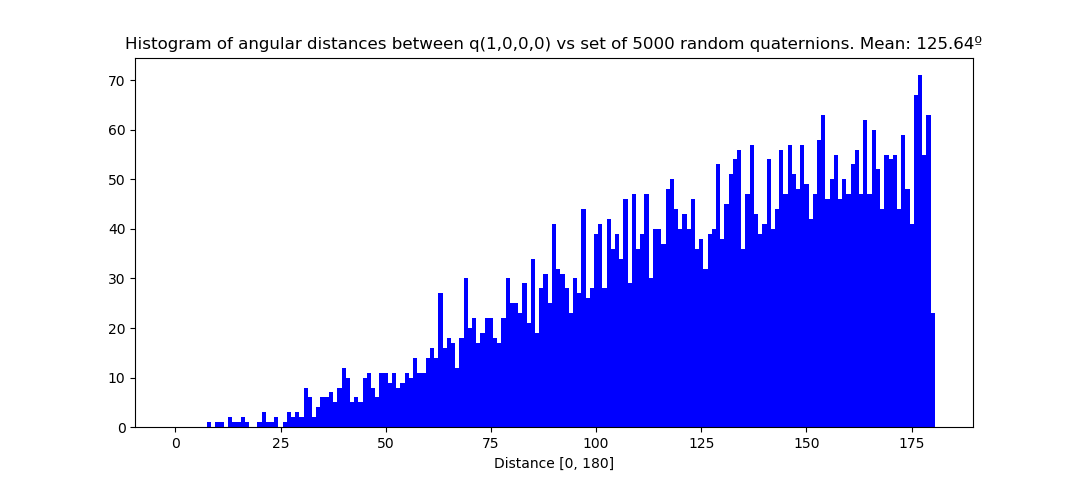 Histogram of angular distances between q(1,0,0,0) vs set of 5000 random quaternions. Mean: 125.64º
70
60
50
40
30
20
10
0
0 25 50 75 100 125 150 175
Distance [0, 180]